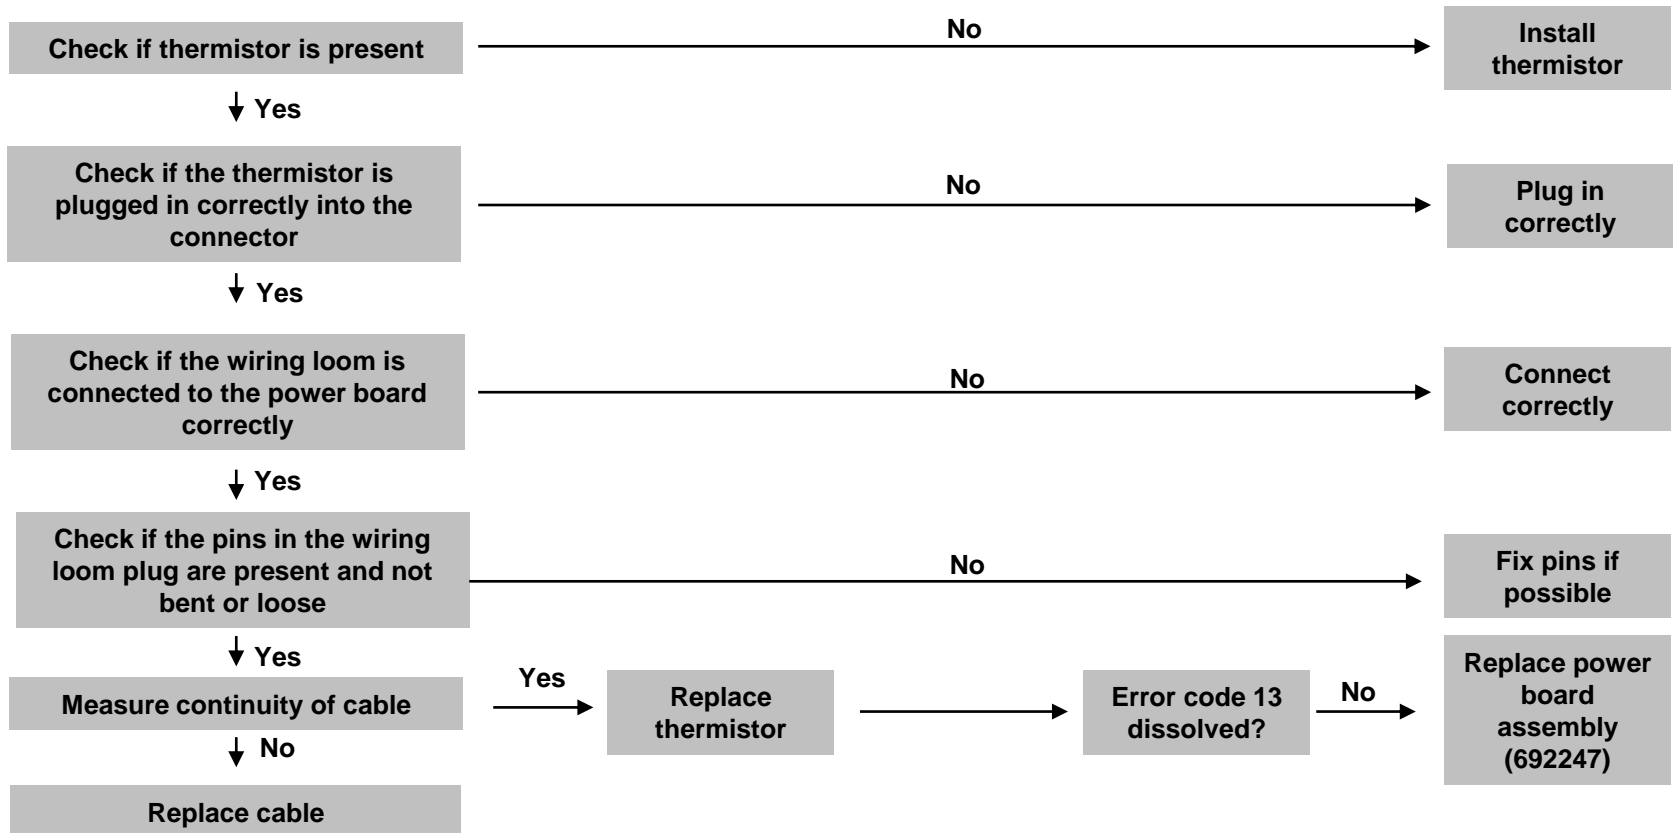 Check if thermistor is present
No
Install
thermistor
Yes
Check if the thermistor is
plugged in correctly into the
connector
No
Plug in
correctly
Yes
Check if the wiring loom is
connected to the power board
correctly
No
Connect
correctly
Yes
Check if the pins in the wiring
loom plug are present and not
bent or loose
No
Fix pins if
possible
Yes
Measure continuity of cable
Yes
Replace
thermistor
Error code 13
dissolved?
No
Replace power
board
assembly
(692247)
No
Replace cable